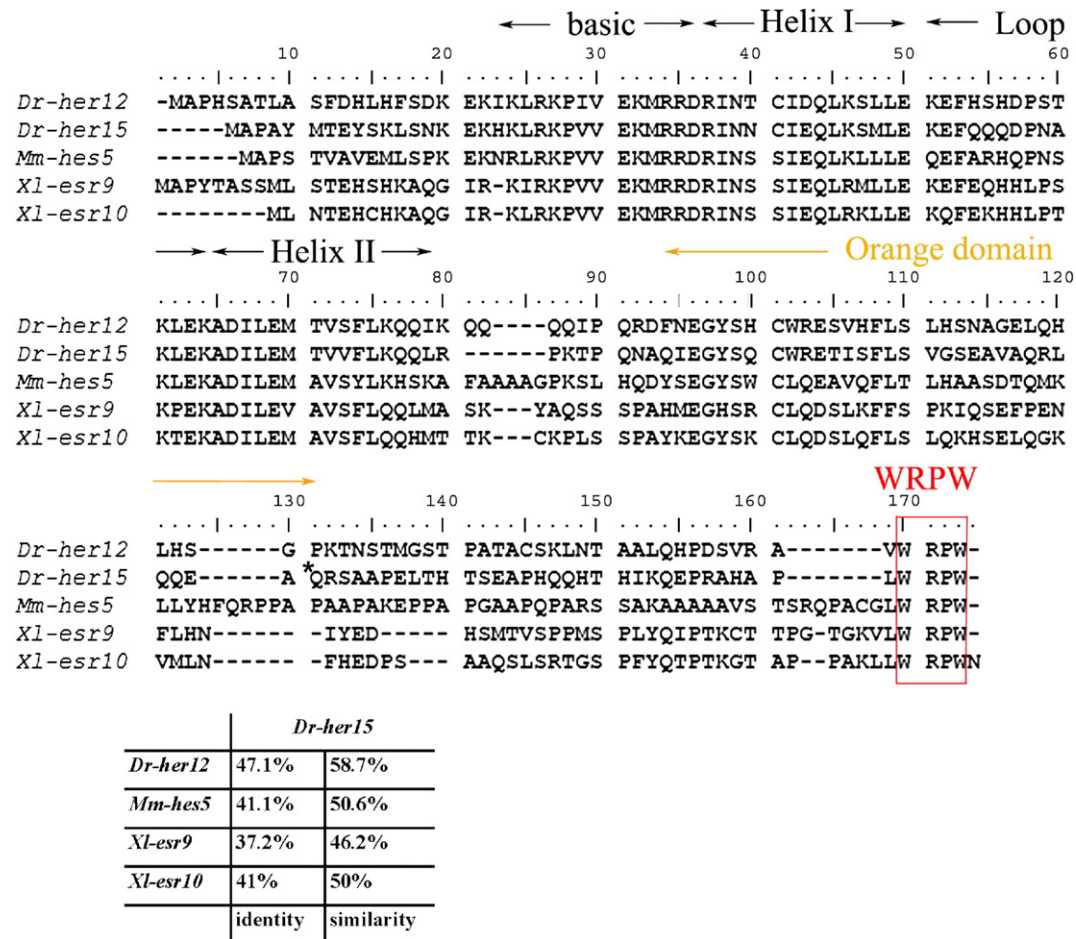 basic Helix I Loop
10 20 30 40 50 60
Dr-her12 -MAPHSATLA SFDHLHFSDK EKIKLRKPIV EKMRRDRINT CIDQLKSLLE KEFHSHDPST
Dr-her15 -----MAPAY MTEYSKLSNK EKHKLRKPVV EKMRRDRINN CIEQLKSMLE KEFQQQDPNA
Mm-hes5 ------MAPS TVAVEMLSPK EKNRLRKPVV EKMRRDRINS SIEQLKLLLE QEFARHQPNS
Xl-esr9 MAPYTASSML STEHSHKAQG IR-KIRKPVV EKMRRDRINS SIEQLRMLLE KEFEQHHLPS
Xl-esr10 --------ML NTEHCHKAQG IR-KLRKPVV EKMRRDRINS SIEQLRKLLE KQFEKHHLPT
Helix II Orange domain
70 80 90 100 110 120
Dr-her12 KLEKADILEM TVSFLKQQIK QQ----QQIP QRDFNEGYSH CWRESVHFLS LHSNAGELQH
Dr-her15 KLEKADILEM TVVFLKQQLR ------PKTP QNAQIEGYSQ CWRETISFLS VGSEAVAQRL
Mm-hes5 KLEKADILEM AVSYLKHSKA FAAAAGPKSL HQDYSEGYSW CLQEAVQFLT LHAASDTQMK
Xl-esr9 KPEKADILEV AVSFLQQLMA SK---YAQSS SPAHMEGHSR CLQDSLKFFS PKIQSEFPEN
Xl-esr10 KTEKADILEM AVSFLQQHMT TK---CKPLS SPAYKEGYSK CLQDSLQFLS LQKHSELQGK
WRPW
130 140 150 160 170
Dr-her12 LHS------G PKTNSTMGST PATACSKLNT AALQHPDSVR A-------VW RPW-
Dr-her15 QQE------A *QRSAAPELTH TSEAPHQQHT HIKQEPRAHA P-------LW RPW-
Mm-hes5 LLYHFQRPPA PAAPAKEPPA PGAAPQPARS SAKAAAAAVS TSRQPACGLW RPW-
Xl-esr9 FLHN------ -IYED----- HSMTVSPPMS PLYQIPTKCT TPG-TGKVLW RPW-
Xl-esr10 VMLN------ -FHEDPS--- AAQSLSRTGS PFYQTPTKGT AP--PAKLLW RPWN
Dr-her15
Dr-her12 47.1% 58.7%
Mm-hes5 41.1% 50.6%
Xl-esr9 37.2% 46.2%
Xl-esr10 41% 50%
identity similarity